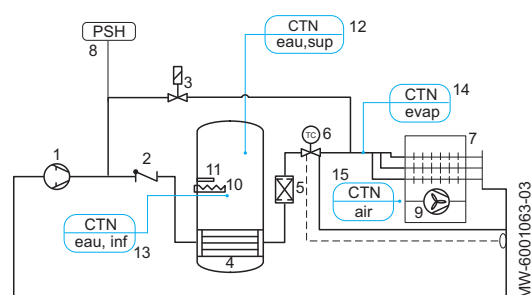 PSH
8
CTN
eau,sup
12
3
TC
6
CTN
evap
14
7
1
2
11
10
5
15
CTN
air
9
CTN
eau, inf
13
4
MW-6001063-03